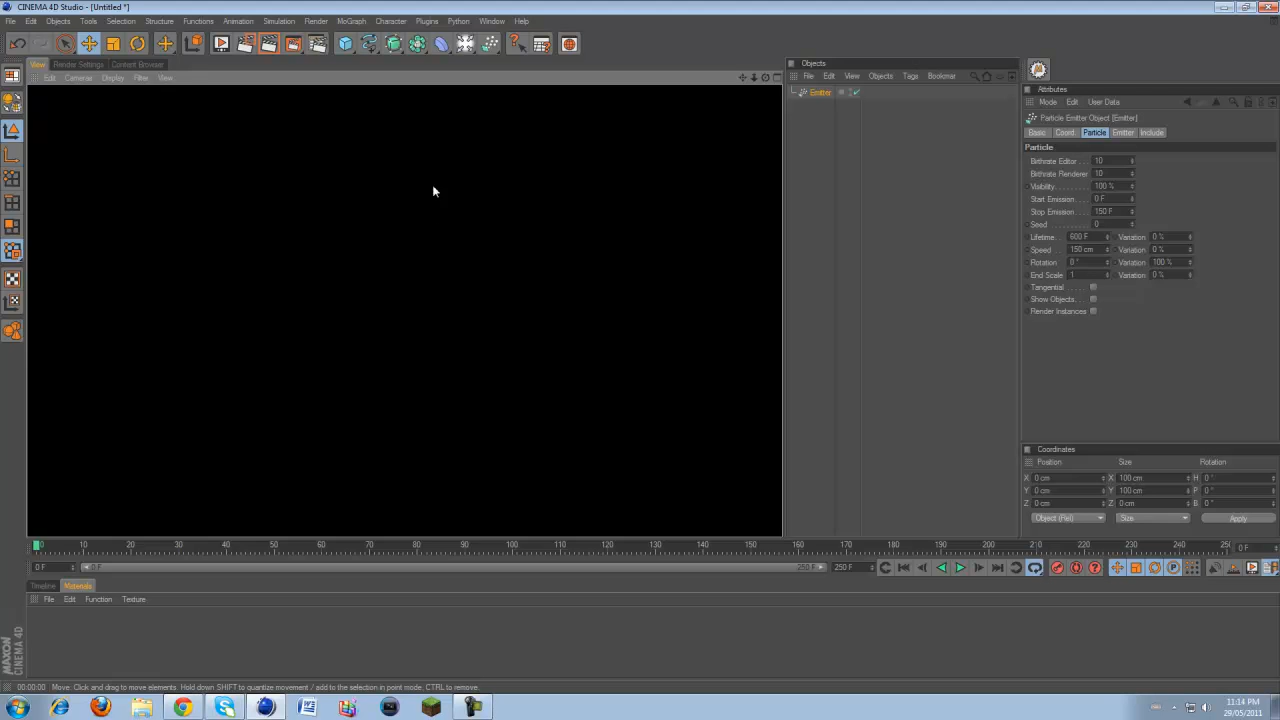 CINEMA 4D Studio - [Untitled *]
File Edit Objects Tools Selection Structure Functions Animation Simulation Render MoGraph Character Plugins Python Window Help
View Render Settings Content Browser
Edit Cameras Display Filter View
Objects
File Edit View Objects Tags Bookmar
Emitter
Attributes
Mode Edit User Data
Particle Emitter Object [Emitter]
Basic Coord. Particle Emitter Include
Particle
Birthrate Editor . . . 10
Birthrate Renderer 10
Visibility. . . . . . . . . 100 %
Start Emission . . . 0 F
Stop Emission . . . 150 F
Seed . . . . . 0
Lifetime. . . 600 F Variation 0 %
Speed . . 150 cm Variation 0 %
Rotation 0 ° Variation 100 %
End Scale 1 Variation 0 %
Tangential . . . . .
Show Objects. . .
Render Instances
Coordinates
Position Size Rotation
X 0 cm X 100 cm H 0 °
Y 0 cm Y 100 cm P 0 °
Z 0 cm Z 0 cm B 0 °
Object (Rel) Size Apply
0 10 20 30 40 50 60 70 80 90 100 110 120 130 140 150 160 170 180 190 200 210 220 230 240 25 0 F
0 F 0 F 250 F 250 F
Timeline Materials
File Edit Function Texture
MAXON CINEMA 4D
00:00:00 Move: Click and drag to move elements. Hold down SHIFT to quantize movement / add to the selection in point mode, CTRL to remove.
11:14 PM
29/05/2011